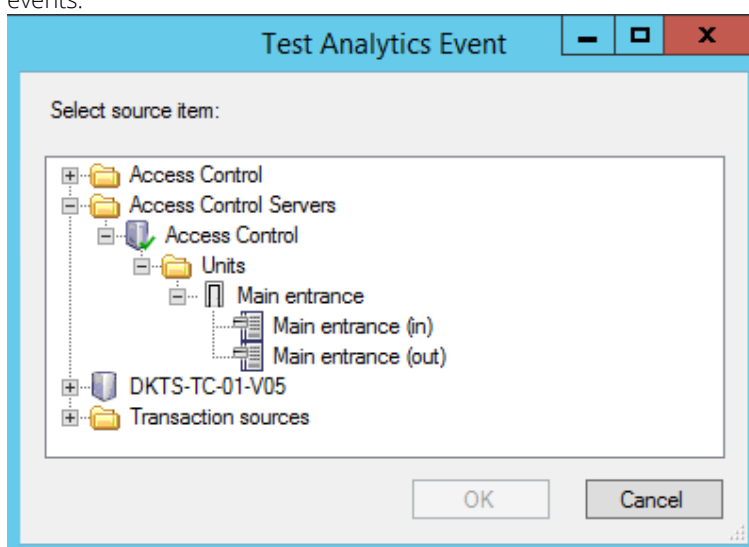 events.
Test Analytics Event
Select source item:
Access Control
Access Control Servers
Access Control
Units
Main entrance
Main entrance (in)
Main entrance (out)
DKTS-TC-01-V05
Transaction sources
OK Cancel